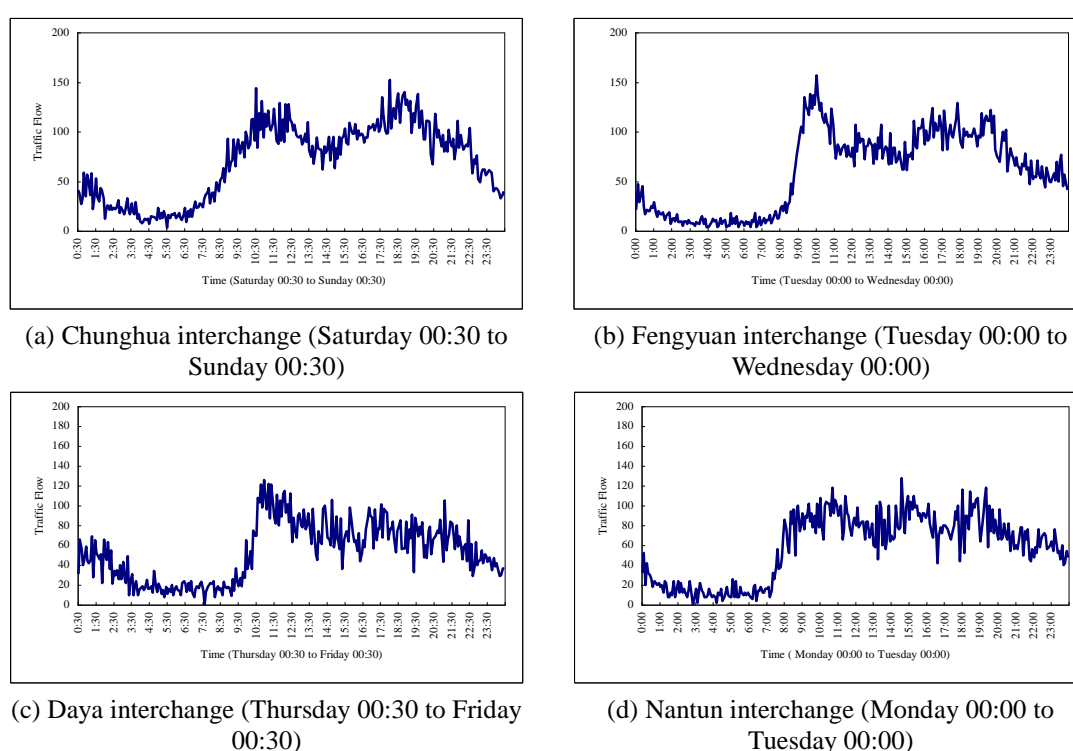 200
150
100
50
0
Traffic Flow
0:30 1:30 2:30 3:30 4:30 5:30 6:30 7:30 8:30 9:30 10:30 11:30 12:30 13:30 14:30 15:30 16:30 17:30 18:30 19:30 20:30 21:30 22:30 23:30
Time (Saturday 00:30 to Sunday 00:30)
(a) Chunghua interchange (Saturday 00:30 to
Sunday 00:30)
200
150
100
50
0
Traffic Flow
0:00 1:00 2:00 3:00 4:00 5:00 6:00 7:00 8:00 9:00 10:00 11:00 12:00 13:00 14:00 15:00 16:00 17:00 18:00 19:00 20:00 21:00 22:00 23:00
Time (Tuesday 00:00 to Wednesday 00:00)
(b) Fengyuan interchange (Tuesday 00:00 to
Wednesday 00:00)
200
180
160
140
120
100
80
60
40
20
0
Traffic Flow
0:30 1:30 2:30 3:30 4:30 5:30 6:30 7:30 8:30 9:30 10:30 11:30 12:30 13:30 14:30 15:30 16:30 17:30 18:30 19:30 20:30 21:30 22:30 23:30
Time (Thursday 00:30 to Friday 00:30)
(c) Daya interchange (Thursday 00:30 to Friday
00:30)
200
180
160
140
120
100
80
60
40
20
0
Traffic Flow
0:00 1:00 2:00 3:00 4:00 5:00 6:00 7:00 8:00 9:00 10:00 11:00 12:00 13:00 14:00 15:00 16:00 17:00 18:00 19:00 20:00 21:00 22:00 23:00
Time ( Monday 00:00 to Tuesday 00:00)
(d) Nantun interchange (Monday 00:00 to
Tuesday 00:00)